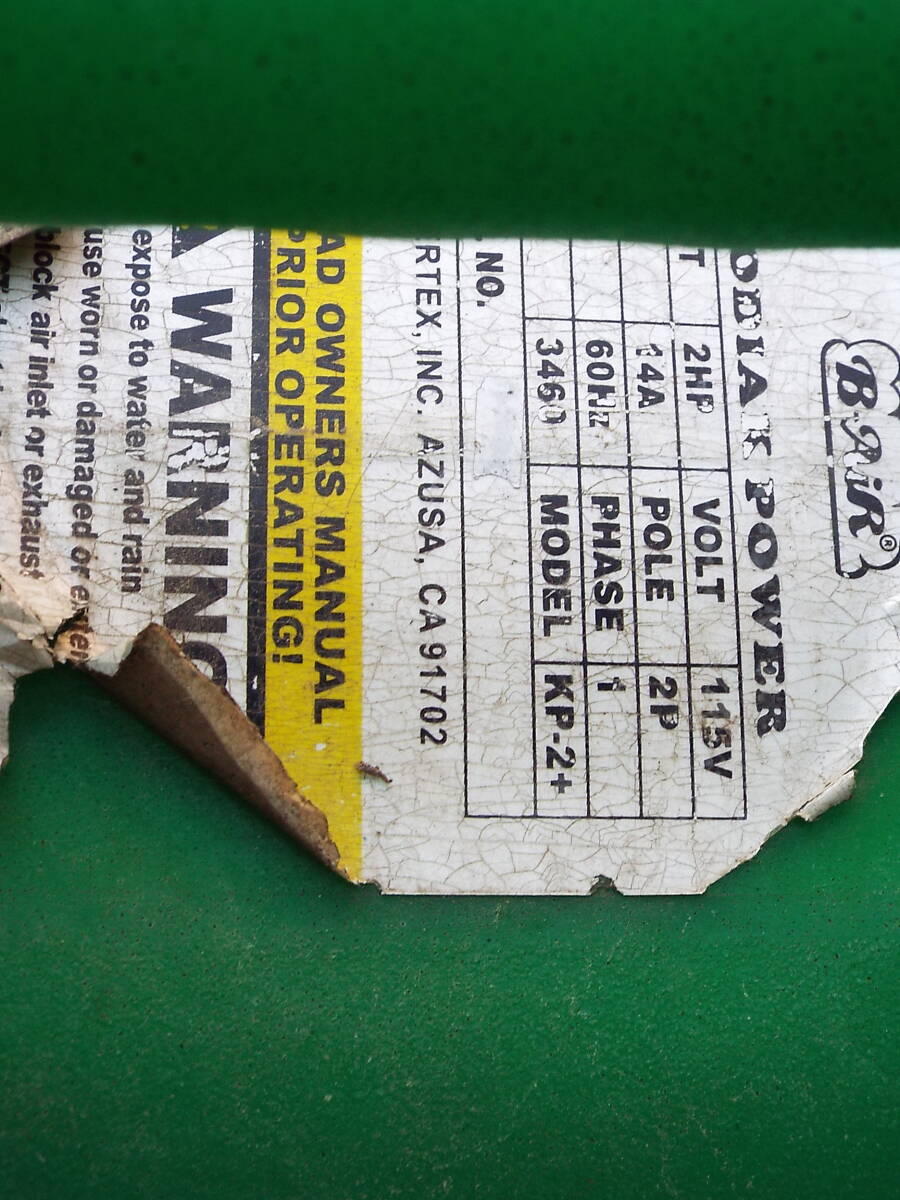 B-AiR®
ODIAK POWER
T 2HP VOLT 115V
14A POLE 2P
60Hz PHASE 1
3460 MODEL KP-2+
NO.
RTEX, INC. AZUSA, CA 91702
AD OWNERS MANUAL
PRIOR OPERATING!
WARNING
expose to water and rain
use worn or damaged or exten
block air inlet or exhaust